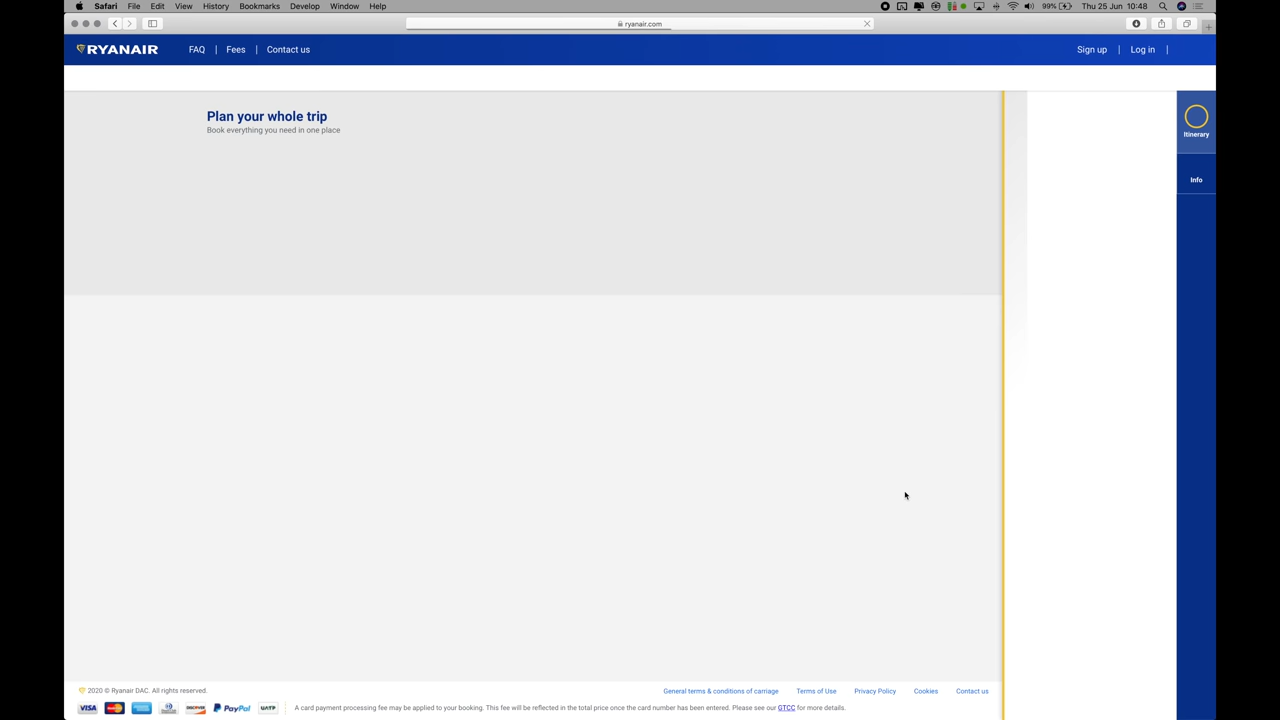 Safari File Edit View History Bookmarks Develop Window Help 99% Thu 25 Jun 10:48
ryanair.com
RYANAIR FAQ | Fees | Contact us Sign up | Log in |
Plan your whole trip
Book everything you need in one place
Itinerary
Info
2020 © Ryanair DAC. All rights reserved. General terms & conditions of carriage Terms of Use Privacy Policy Cookies Contact us
VISA MasterCard DISCOVER PayPal UATP A card payment processing fee may be applied to your booking. This fee will be reflected in the total price once the card number has been entered. Please see our GTCC for more details.